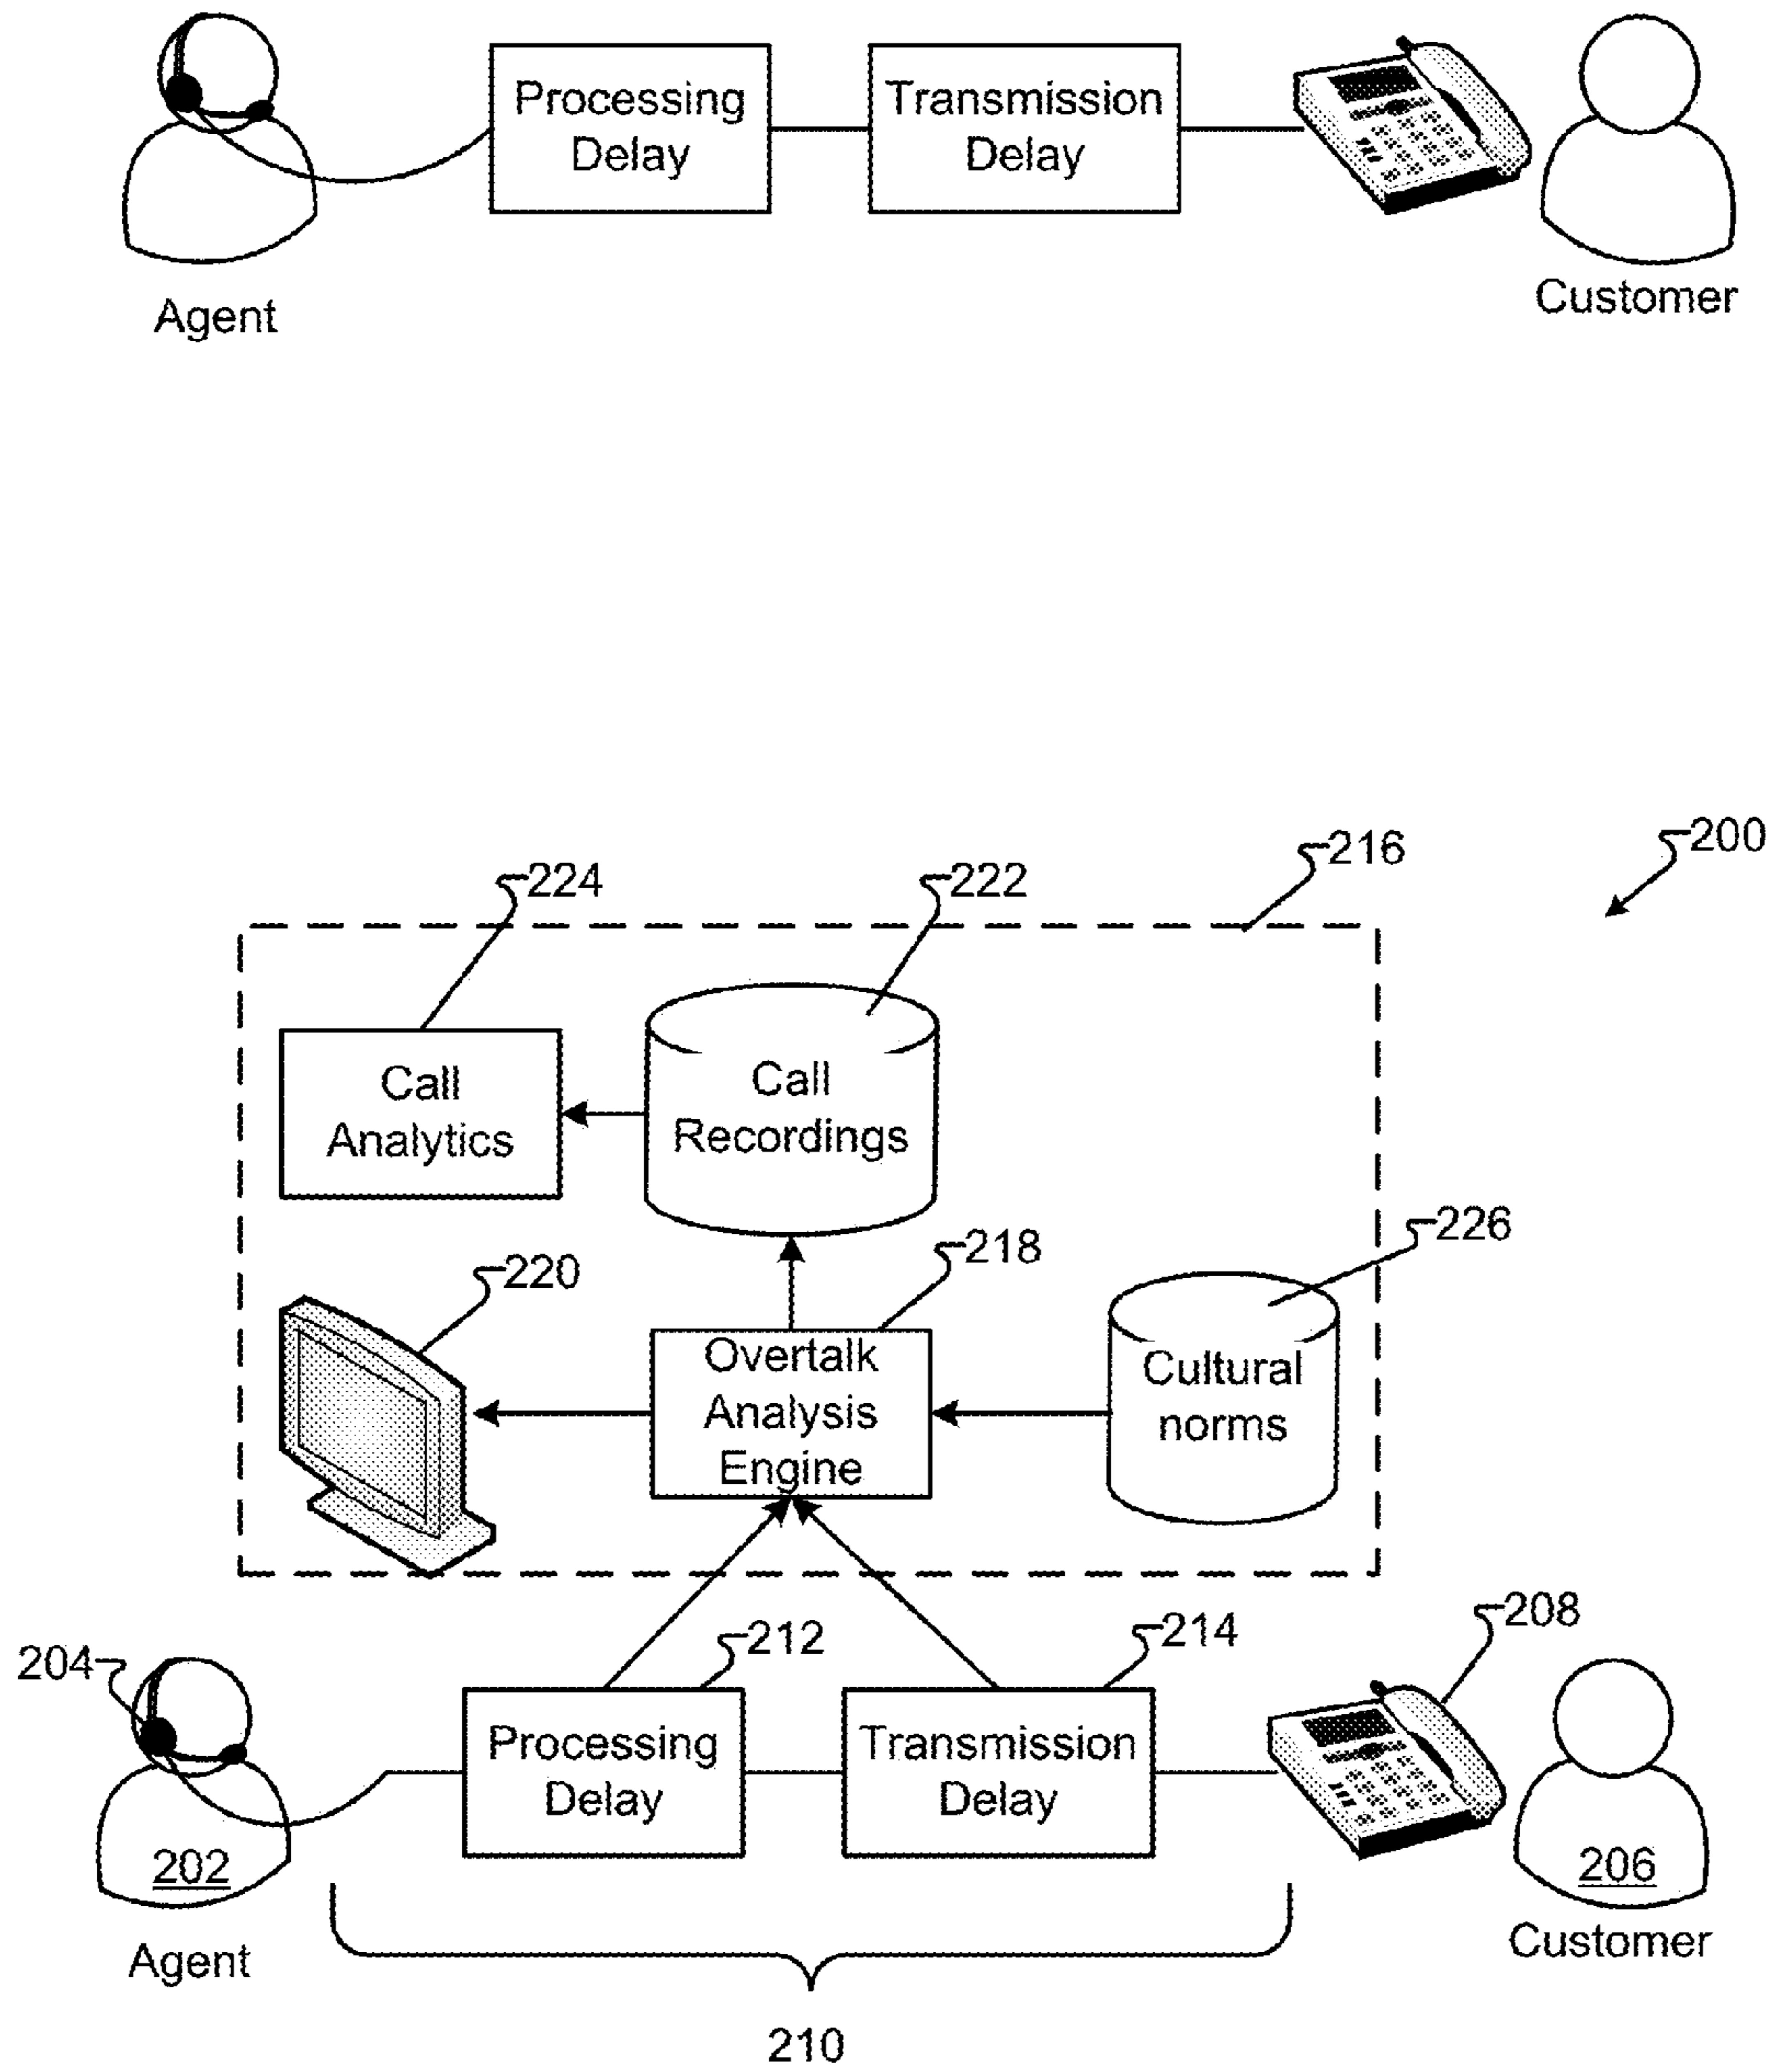 Processing
Delay
Transmission
Delay
Agent
Customer
200
216
224
222
Call
Analytics
Call
Recordings
226
218
220
Overtalk
Analysis
Engine
Cultural
norms
208
212
214
204
Processing
Delay
Transmission
Delay
202
206
Agent
Customer
210